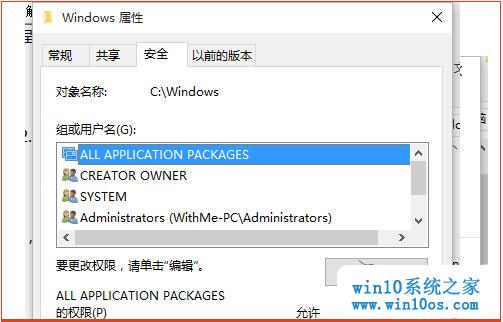 Windows 属性
常规 共享 安全 以前的版本
对象名称: C:\Windows
组或用户名(G):
ALL APPLICATION PACKAGES
CREATOR OWNER
SYSTEM
Administrators (WithMe-PC\Administrators)
要更改权限，请单击"编辑"。
ALL APPLICATION PACKAGES
的权限(P) 允许
win10系统之家
www.win10os.com